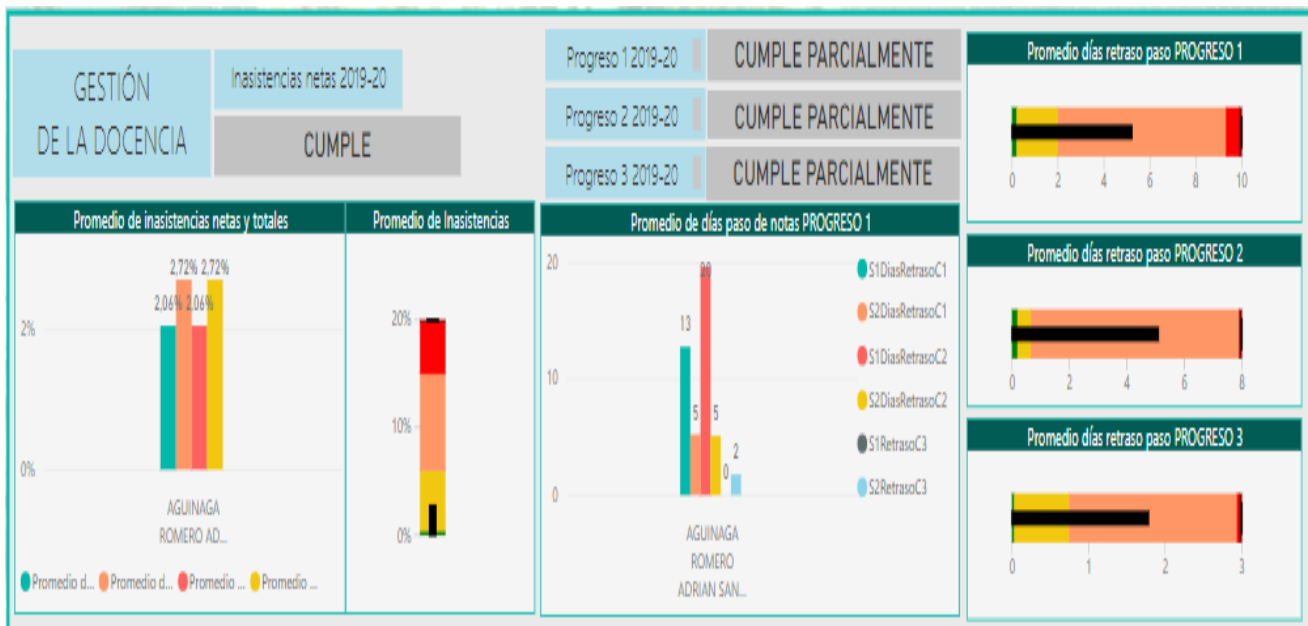 GESTIÓN
DE LA DOCENCIA
Inasistencias netas 2019-20
CUMPLE
Progreso 1 2019-20
CUMPLE PARCIALMENTE
Progreso 2 2019-20
CUMPLE PARCIALMENTE
Progreso 3 2019-20
CUMPLE PARCIALMENTE
Promedio de inasistencias netas y totales
2,72% 2,72%
2,06% 2,06%
2%
0%
AGUINAGA
ROMERO AD...
Promedio d... Promedio d... Promedio ... Promedio ...
Promedio de Inasistencias
20%
10%
0%
Promedio de días paso de notas PROGRESO 1
20
10
0
13
5
20
5
0
2
AGUINAGA
ROMERO
ADRIAN SAN...
S1DiasRetrasoC1
S2DiasRetrasoC1
S1DiasRetrasoC2
S2DiasRetrasoC2
S1RetrasoC3
S2RetrasoC3
Promedio días retraso paso PROGRESO 1
0 2 4 6 8 10
Promedio días retraso paso PROGRESO 2
0 2 4 6 8
Promedio días retraso paso PROGRESO 3
0 1 2 3